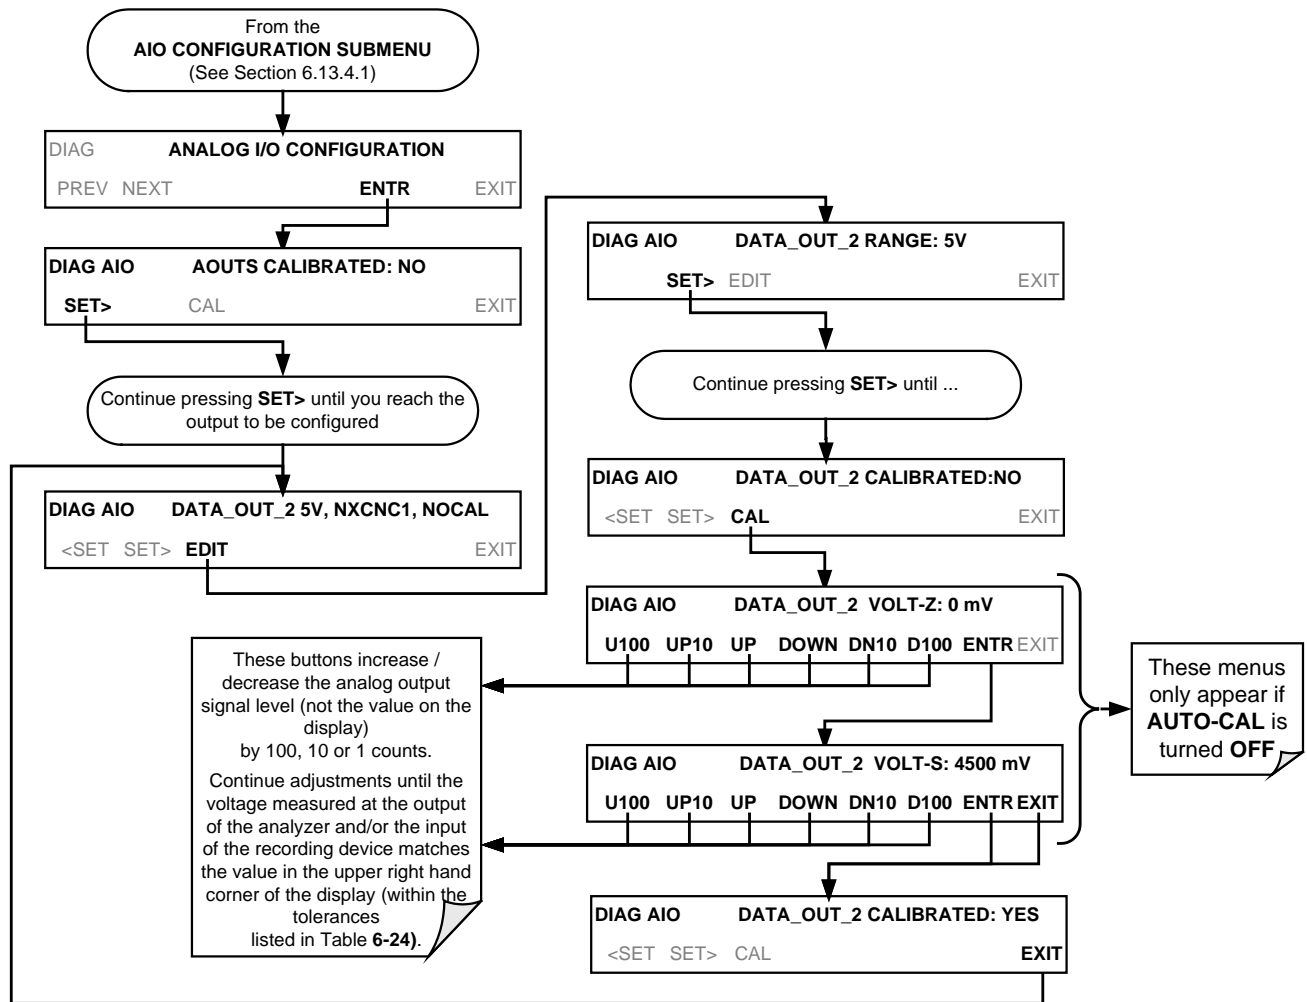 From the
AIO CONFIGURATION SUBMENU
(See Section 6.13.4.1)
DIAG ANALOG I/O CONFIGURATION
PREV NEXT ENTR EXIT
DIAG AIO AOUTS CALIBRATED: NO
SET> CAL EXIT
Continue pressing SET> until you reach the
output to be configured
DIAG AIO DATA_OUT_2 5V, NXCNC1, NOCAL
<SET SET> EDIT EXIT
DIAG AIO DATA_OUT_2 RANGE: 5V
SET> EDIT EXIT
Continue pressing SET> until ...
DIAG AIO DATA_OUT_2 CALIBRATED:NO
<SET SET> CAL EXIT
DIAG AIO DATA_OUT_2 VOLT-Z: 0 mV
U100 UP10 UP DOWN DN10 D100 ENTR EXIT
These buttons increase /
decrease the analog output
signal level (not the value on the
display)
by 100, 10 or 1 counts.
Continue adjustments until the
voltage measured at the output
of the analyzer and/or the input
of the recording device matches
the value in the upper right hand
corner of the display (within the
tolerances
listed in Table 6-24).
DIAG AIO DATA_OUT_2 VOLT-S: 4500 mV
U100 UP10 UP DOWN DN10 D100 ENTR EXIT
These menus
only appear if
AUTO-CAL is
turned OFF
DIAG AIO DATA_OUT_2 CALIBRATED: YES
<SET SET> CAL EXIT